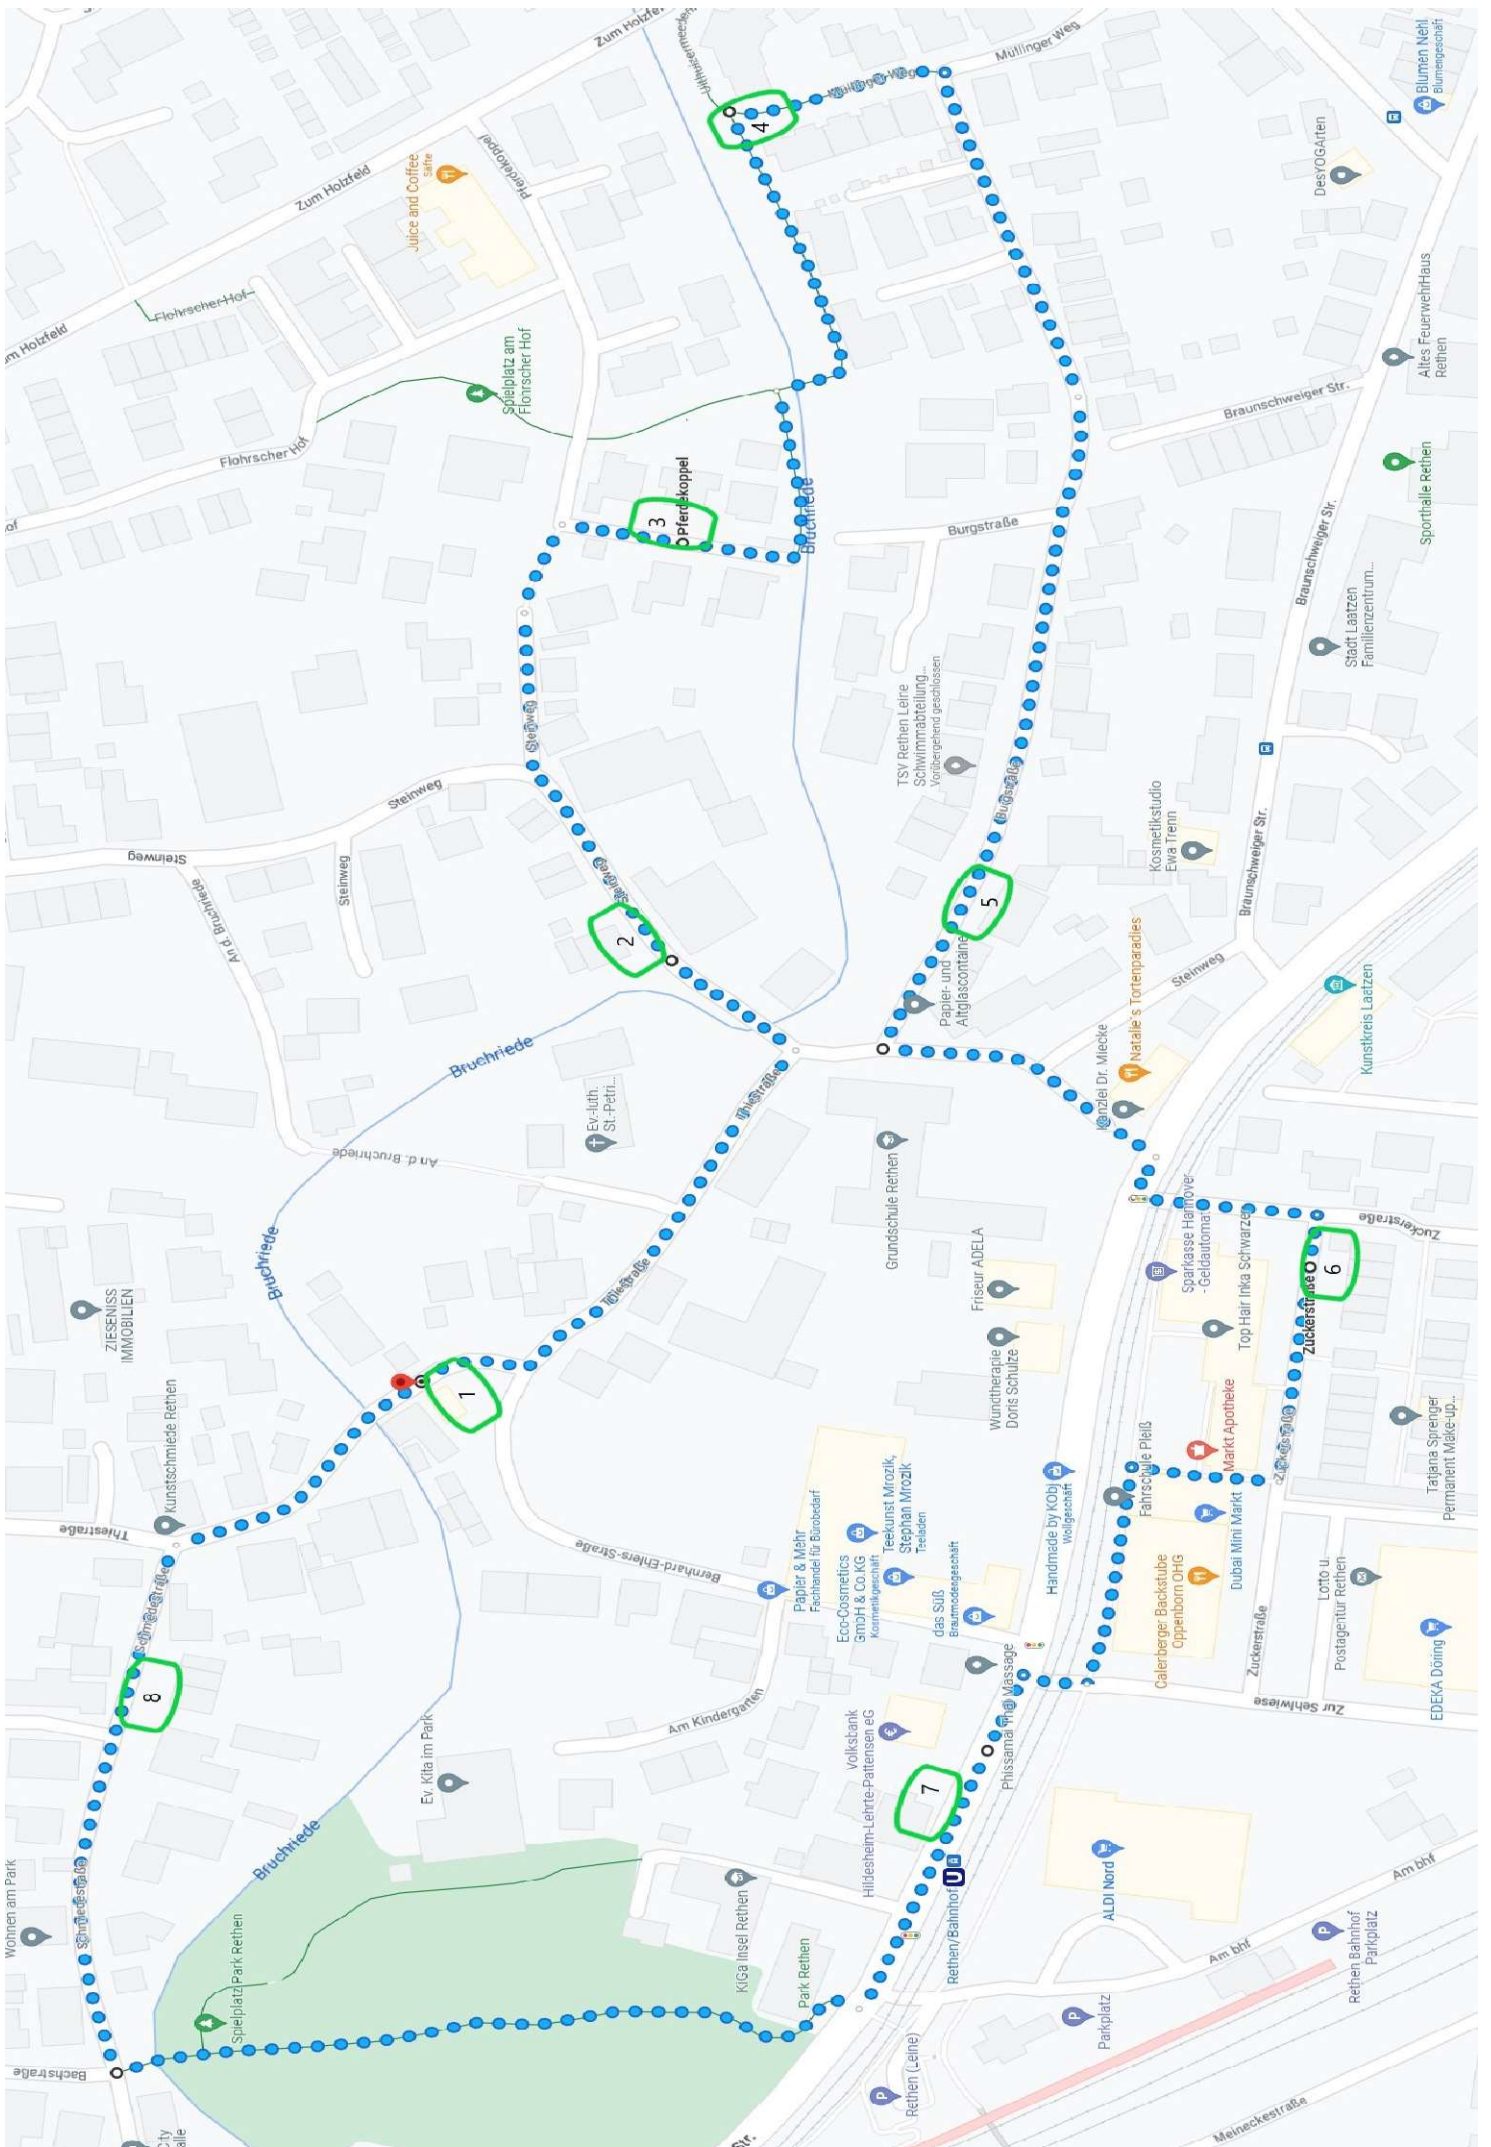 City
alle
Bachstraße
Wohnen am Park
Schmiedestraße
Spielplatz Park Rethen
Bruchriede
8
Schmiedestraße
Thiestraße
Kunstschmiede Rethen
ZIESENISS
IMMOBILIEN
Bruchriede
Steinweg
An d. Bruchriede
Steinweg
Steinweg
An d. Bruchriede
Flohrscher Hof
Flohrscher-Hof
Zum Holzfeld
Zum Holzfeld
Juice and Coffee
Säfte
Pferdekoppel
Spielplatz am
Flohrscher Hof
Ev. Kita im Park
1
Bruchriede
Thiestraße
Thiestraße
Ev.-luth.
St.-Petri...
2
Steinweg
Steinweg
3
Pferdekoppel
Bruchriede
Müllinger-Weg
Müllinger Weg
4
Bernhard-Ehlers-Straße
Am Kindergarten
KiGa Insel Rethen
Park Rethen
Papier & Mehr
Fachhandel für Bürobedarf
Eco-Cosmetics
GmbH & Co.KG
Kosmetikgeschäft
Teekunst Mrozik,
Stephan Mrozik
Teeladen
das Süß
Brautmodengeschäft
Volksbank
Hildesheim-Lehrte-Pattensen eG
7
Phissamai Thai Massage
Rethen/Bahnhof
U
Grundschule Rethen
Friseur ADELA
Wundtherapie
Doris Schulze
Papier- und
Altglascontainer
5
Burgstraße
TSV Rethen Leine
Schwimmabteilung...
Vorübergehend geschlossen
Burgstraße
Kanzlei Dr. Miecke
Natalie's Tortenparadies
Kosmetikstudio
Ewa Trenn
Steinweg
Braunschweiger Str.
Braunschweiger Str.
Braunschweiger Str.
Handmade by KObj
Wollgeschäft
Fahrschule Pleiß
Sparkasse Hannover
- Geldautomat
Top Hair Inka Schwarzer
Markt Apotheke
Dubai Mini Markt
Calenberger Backstube
Oppenborn OHG
Zuckerstraße
Zuckerstraße
Zuckerstraße
6
Zuckerstraße
Kunstkreis Laatzen
Stadt Laatzen
Familienzentrum...
Sporthalle Rethen
Altes FeuerwehrHaus
Rethen
DesYOGArten
Blumen Nehl
Blumengeschäft
Rethen (Leine)
Parkplatz
ALDI Nord
Am bhf
Am bhf
Rethen Bahnhof
Parkplatz
Meineckestraße
Zur Sehlwiese
Lotto u.
Postagentur Rethen
EDEKA Döring
Tatjana Sprenger
Permanent Make-up...